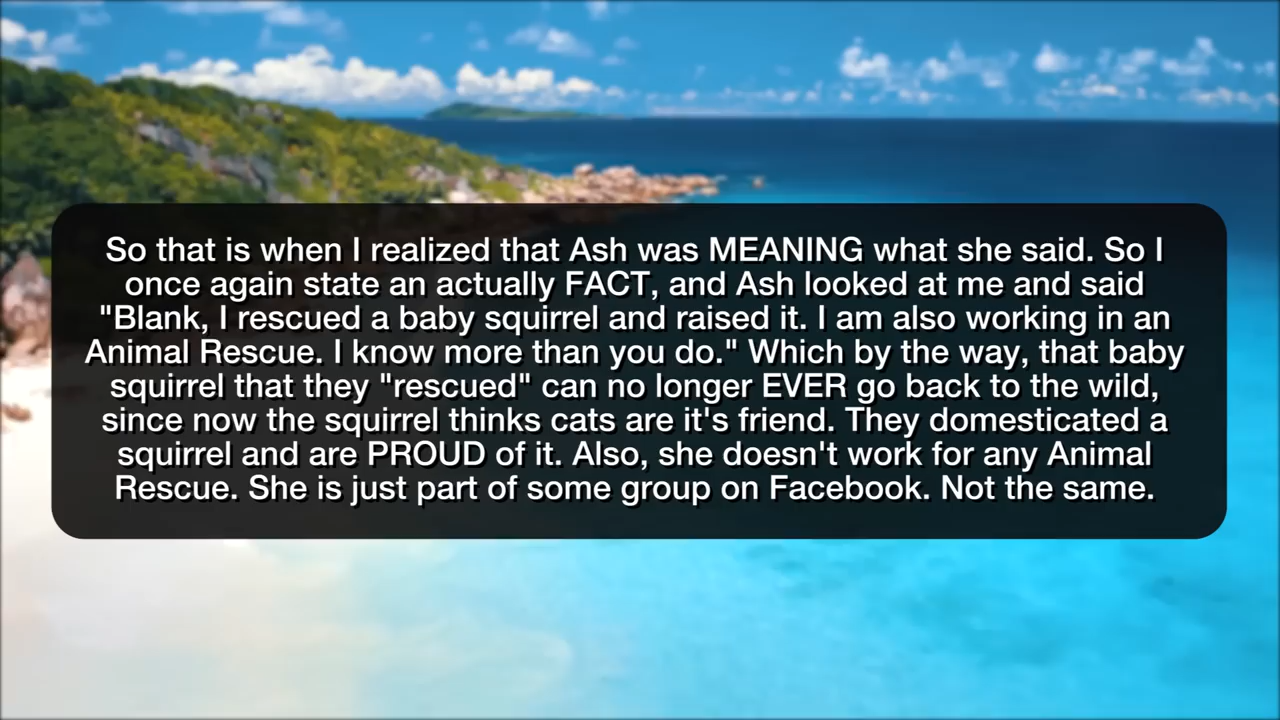 So that is when I realized that Ash was MEANING what she said. So I
once again state an actually FACT, and Ash looked at me and said
"Blank, I rescued a baby squirrel and raised it. I am also working in an
Animal Rescue. I know more than you do." Which by the way, that baby
squirrel that they "rescued" can no longer EVER go back to the wild,
since now the squirrel thinks cats are it's friend. They domesticated a
squirrel and are PROUD of it. Also, she doesn't work for any Animal
Rescue. She is just part of some group on Facebook. Not the same.